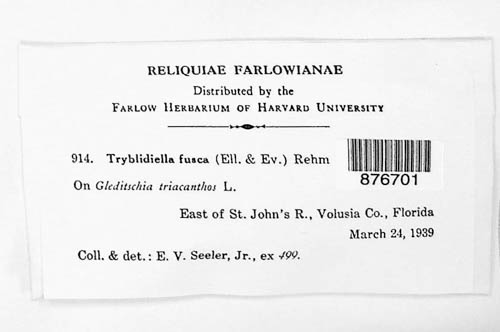 RELIQUIAE FARLOWIANAE
Distributed by the
FARLOW HERBARIUM OF HARVARD UNIVERSITY
914. Tryblidiella fusca (Ell. & Ev.) Rehm
876701
On Gleditschia triacanthos L.
East of St. John's R., Volusia Co., Florida
March 24, 1939
Coll. & det.: E. V. Seeler, Jr., ex 499.